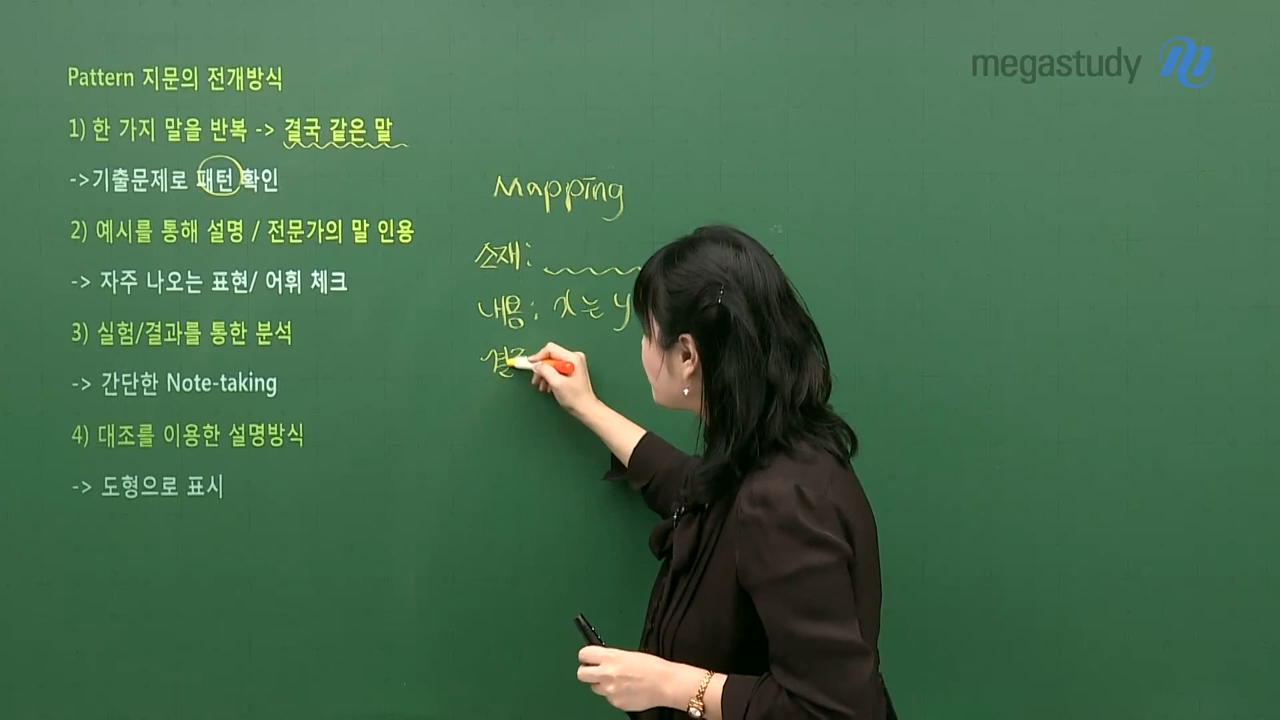 megastudy
Pattern 지문의 전개방식
1) 한 가지 말을 반복 -> 결국 같은 말
->기출문제로 패턴 확인
2) 예시를 통해 설명 / 전문가의 말 인용
-> 자주 나오는 표현/ 어휘 체크
3) 실험/결과를 통한 분석
-> 간단한 Note-taking
4) 대조를 이용한 설명방식
-> 도형으로 표시
Mapping
소재:
내용: x는 y